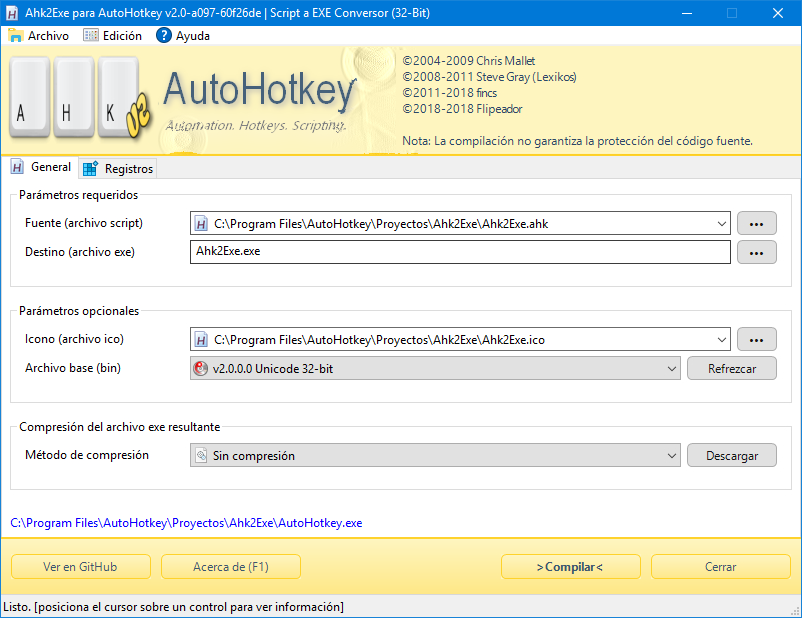 Ahk2Exe para AutoHotkey v2.0-a097-60f26de | Script a EXE Conversor (32-Bit)
Archivo Edición Ayuda
A H K v2
AutoHotkey
Automation. Hotkeys. Scripting.
©2004-2009 Chris Mallet
©2008-2011 Steve Gray (Lexikos)
©2011-2018 fincs
©2018-2018 Flipeador
Nota: La compilación no garantiza la protección del código fuente.
General Registros
Parámetros requeridos
Fuente (archivo script) C:\Program Files\AutoHotkey\Proyectos\Ahk2Exe\Ahk2Exe.ahk ...
Destino (archivo exe) Ahk2Exe.exe ...
Parámetros opcionales
Icono (archivo ico) C:\Program Files\AutoHotkey\Proyectos\Ahk2Exe\Ahk2Exe.ico ...
Archivo base (bin) v2.0.0.0 Unicode 32-bit Refrezcar
Compresión del archivo exe resultante
Método de compresión Sin compresión Descargar
C:\Program Files\AutoHotkey\Proyectos\Ahk2Exe\AutoHotkey.exe
Ver en GitHub Acerca de (F1) >Compilar< Cerrar
Listo. [posiciona el cursor sobre un control para ver información]